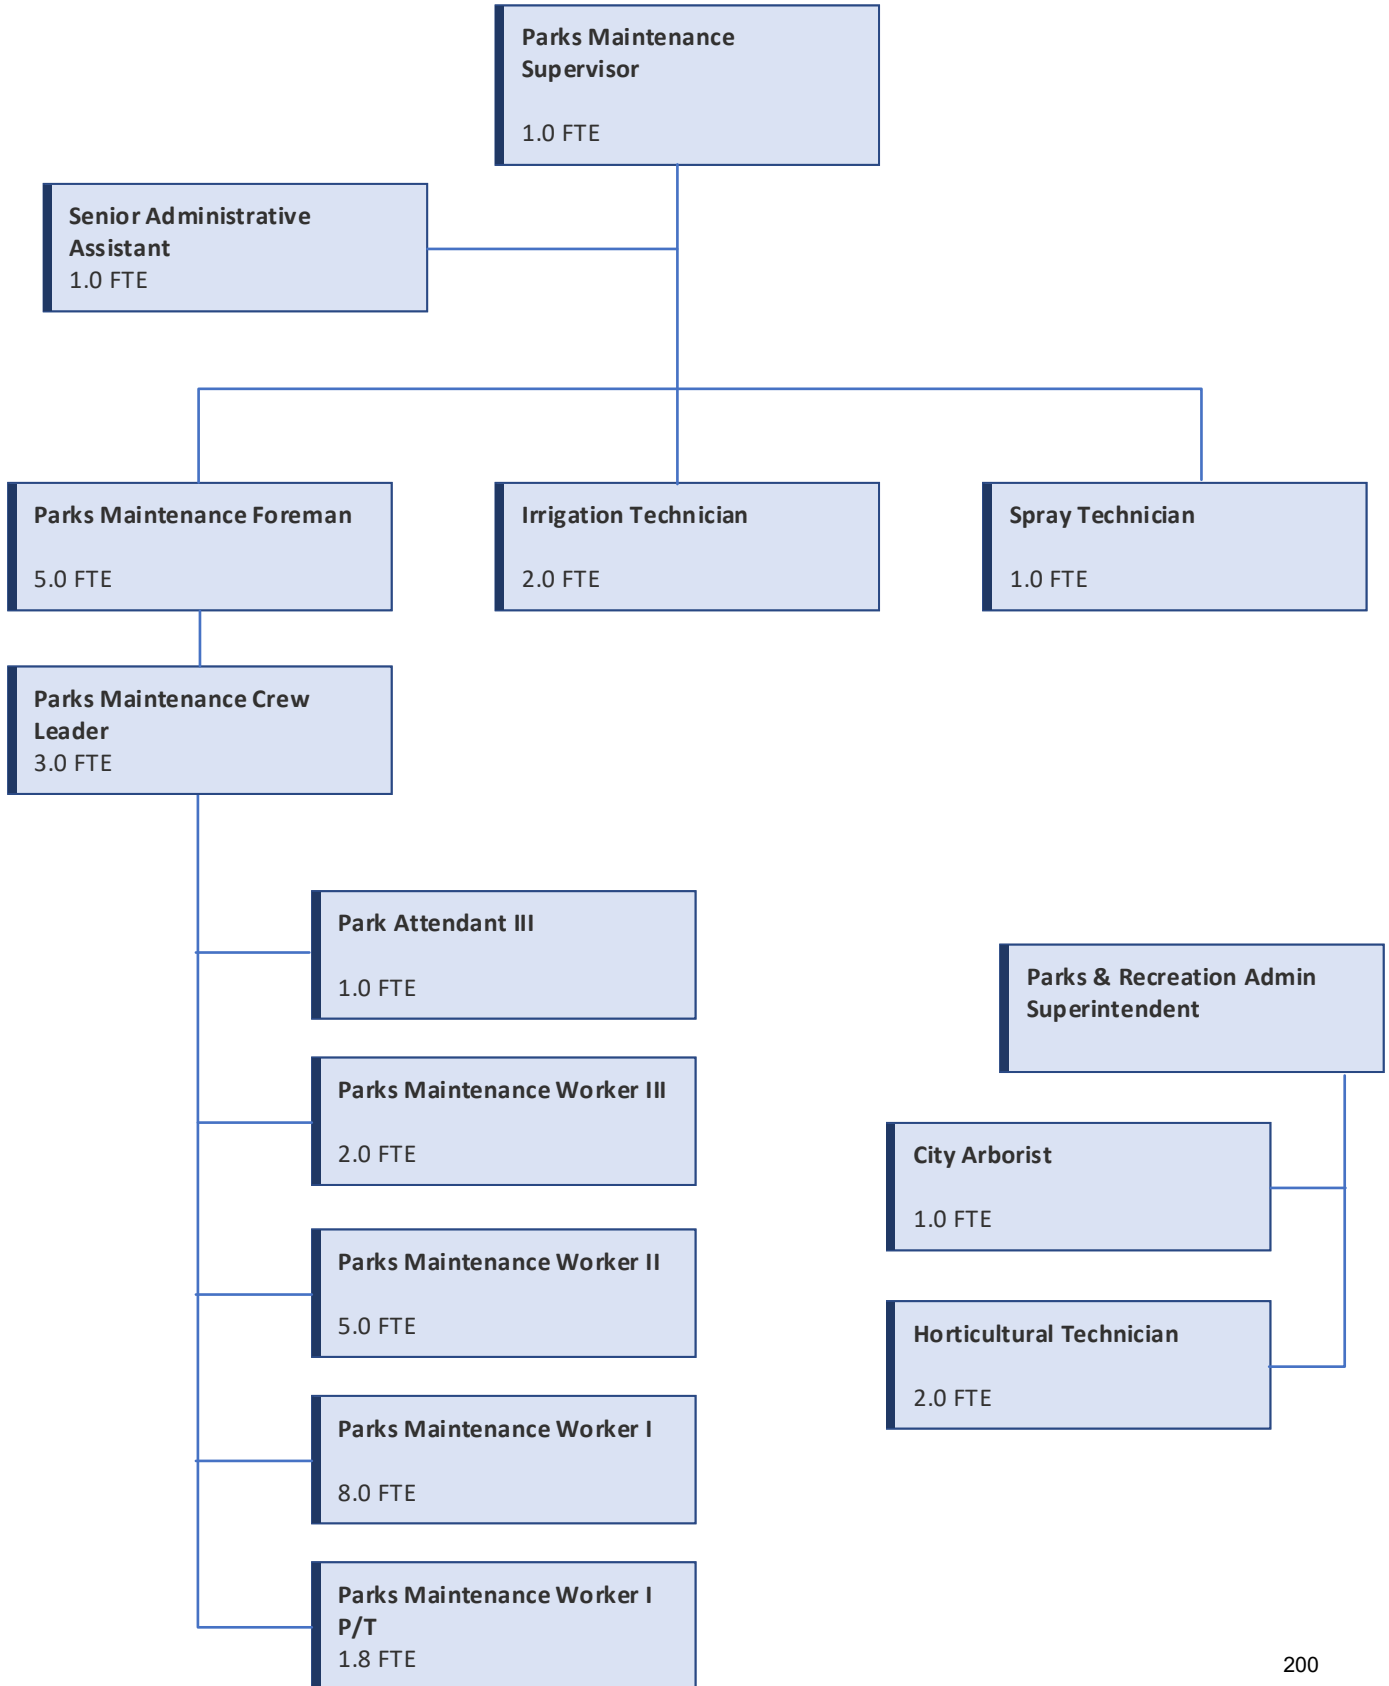 Parks Maintenance
Supervisor
1.0 FTE
Senior Administrative
Assistant
1.0 FTE
Parks Maintenance Foreman
5.0 FTE
Irrigation Technician
2.0 FTE
Spray Technician
1.0 FTE
Parks Maintenance Crew
Leader
3.0 FTE
Park Attendant III
1.0 FTE
Parks Maintenance Worker III
2.0 FTE
Parks Maintenance Worker II
5.0 FTE
Parks Maintenance Worker I
8.0 FTE
Parks Maintenance Worker I
P/T
1.8 FTE
Parks & Recreation Admin
Superintendent
City Arborist
1.0 FTE
Horticultural Technician
2.0 FTE
200